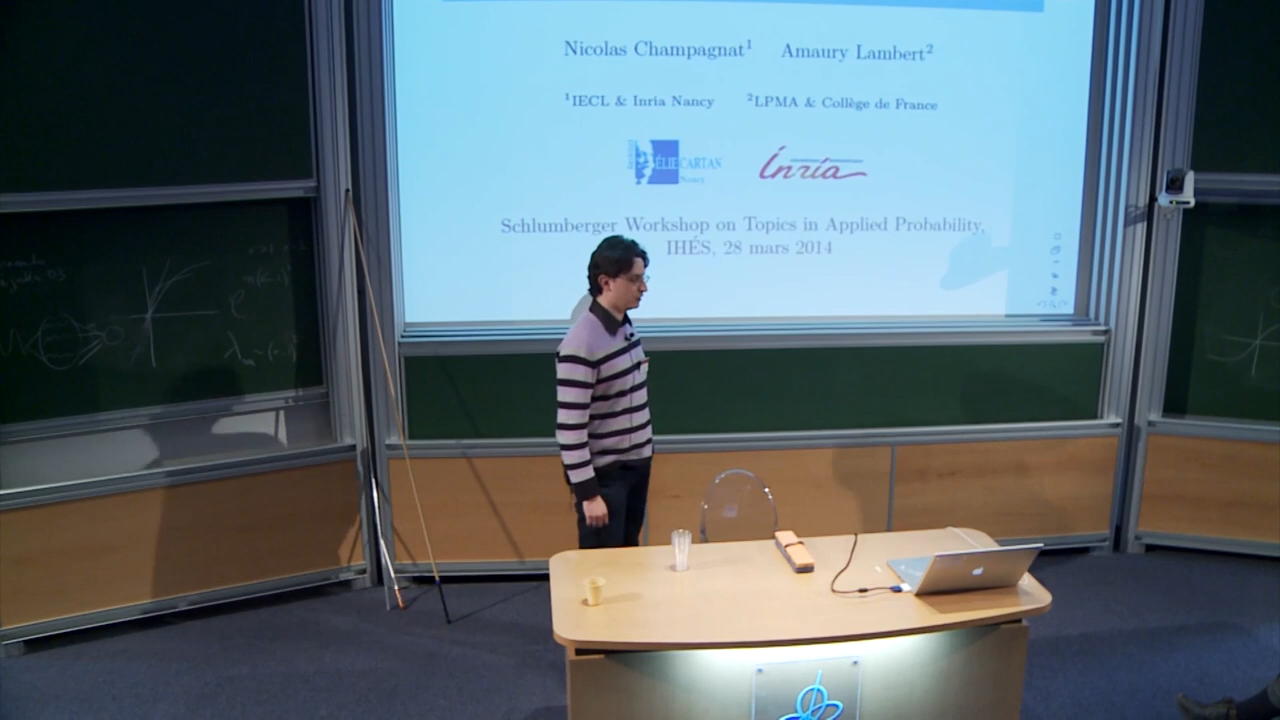 Nicolas Champagnat¹ Amaury Lambert²
¹IECL & Inria Nancy ²LPMA & Collège de France
ÉLIE CARTAN
Nancy
Inria
Schlumberger Workshop on Topics in Applied Probability,
IHÉS, 28 mars 2014